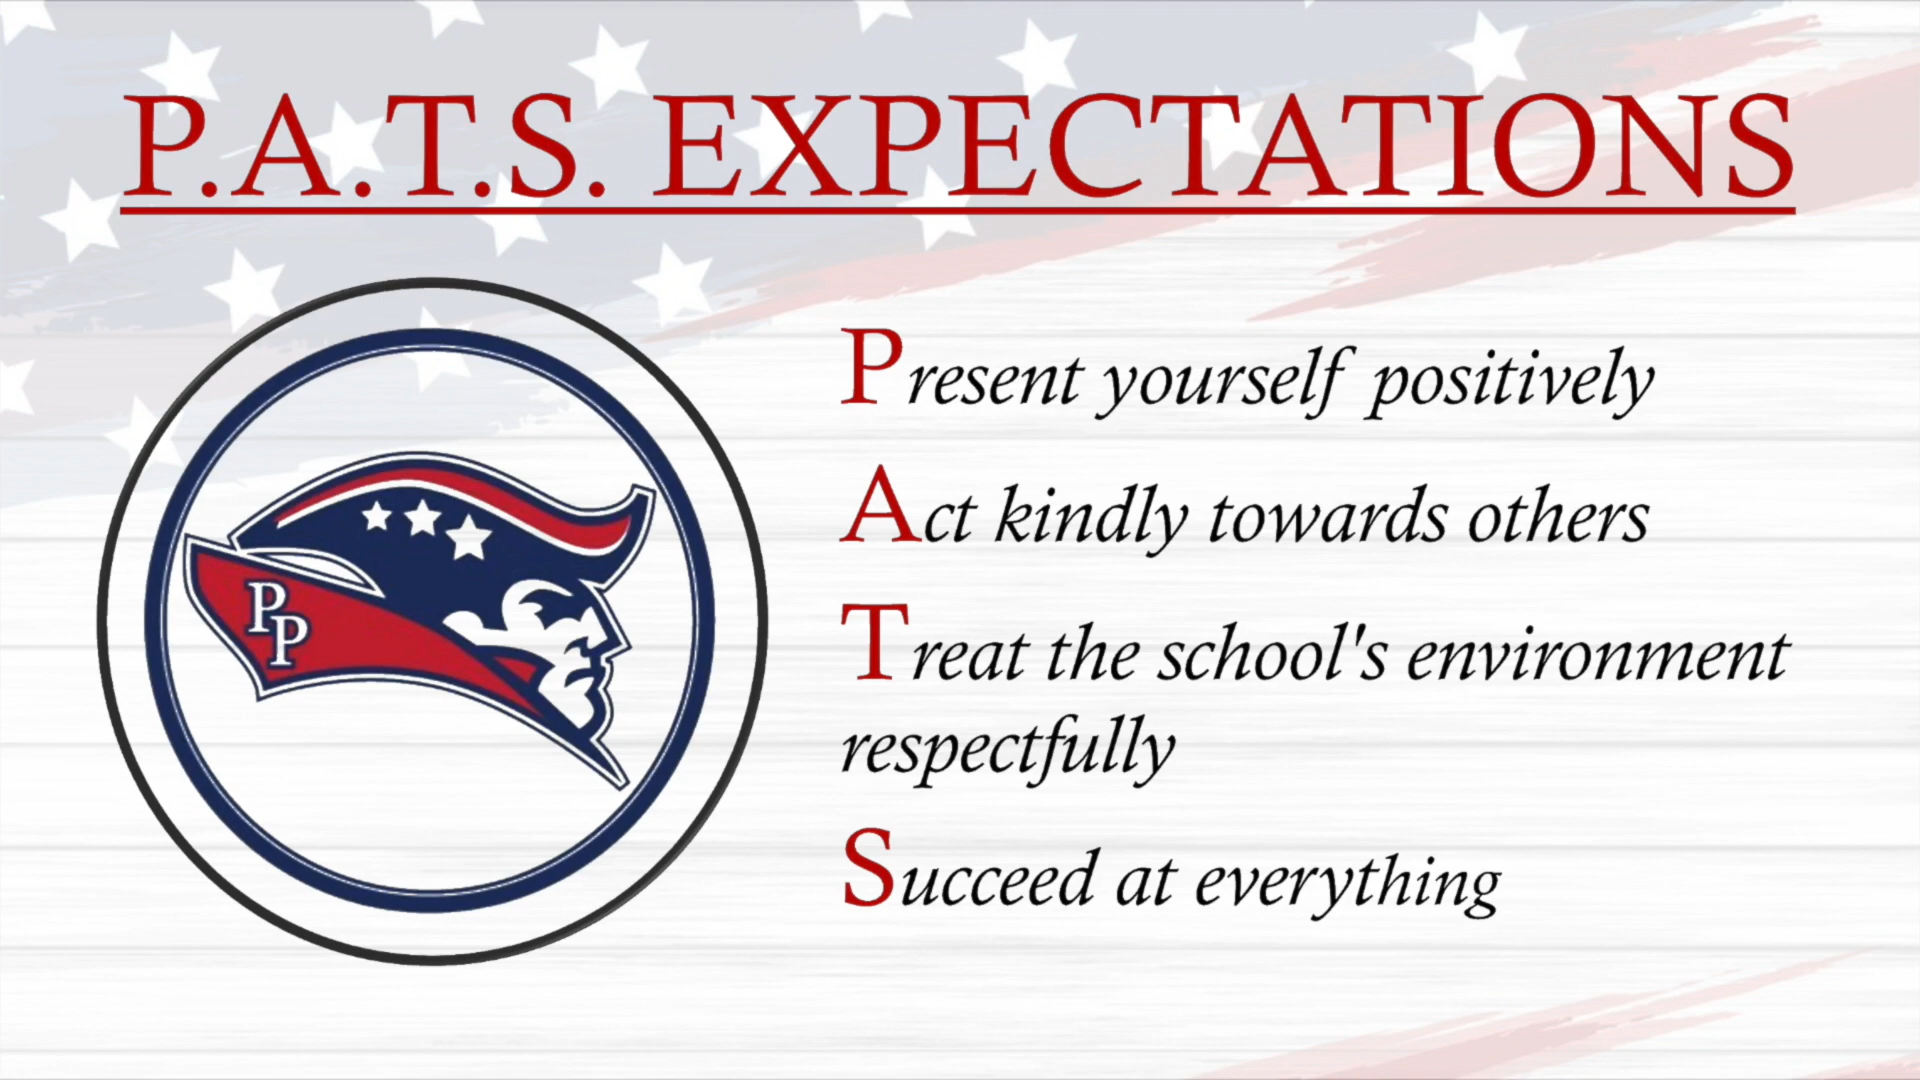 P.A.T.S. EXPECTATIONS
PP
Present yourself positively
Act kindly towards others
Treat the school's environment
respectfully
Succeed at everything